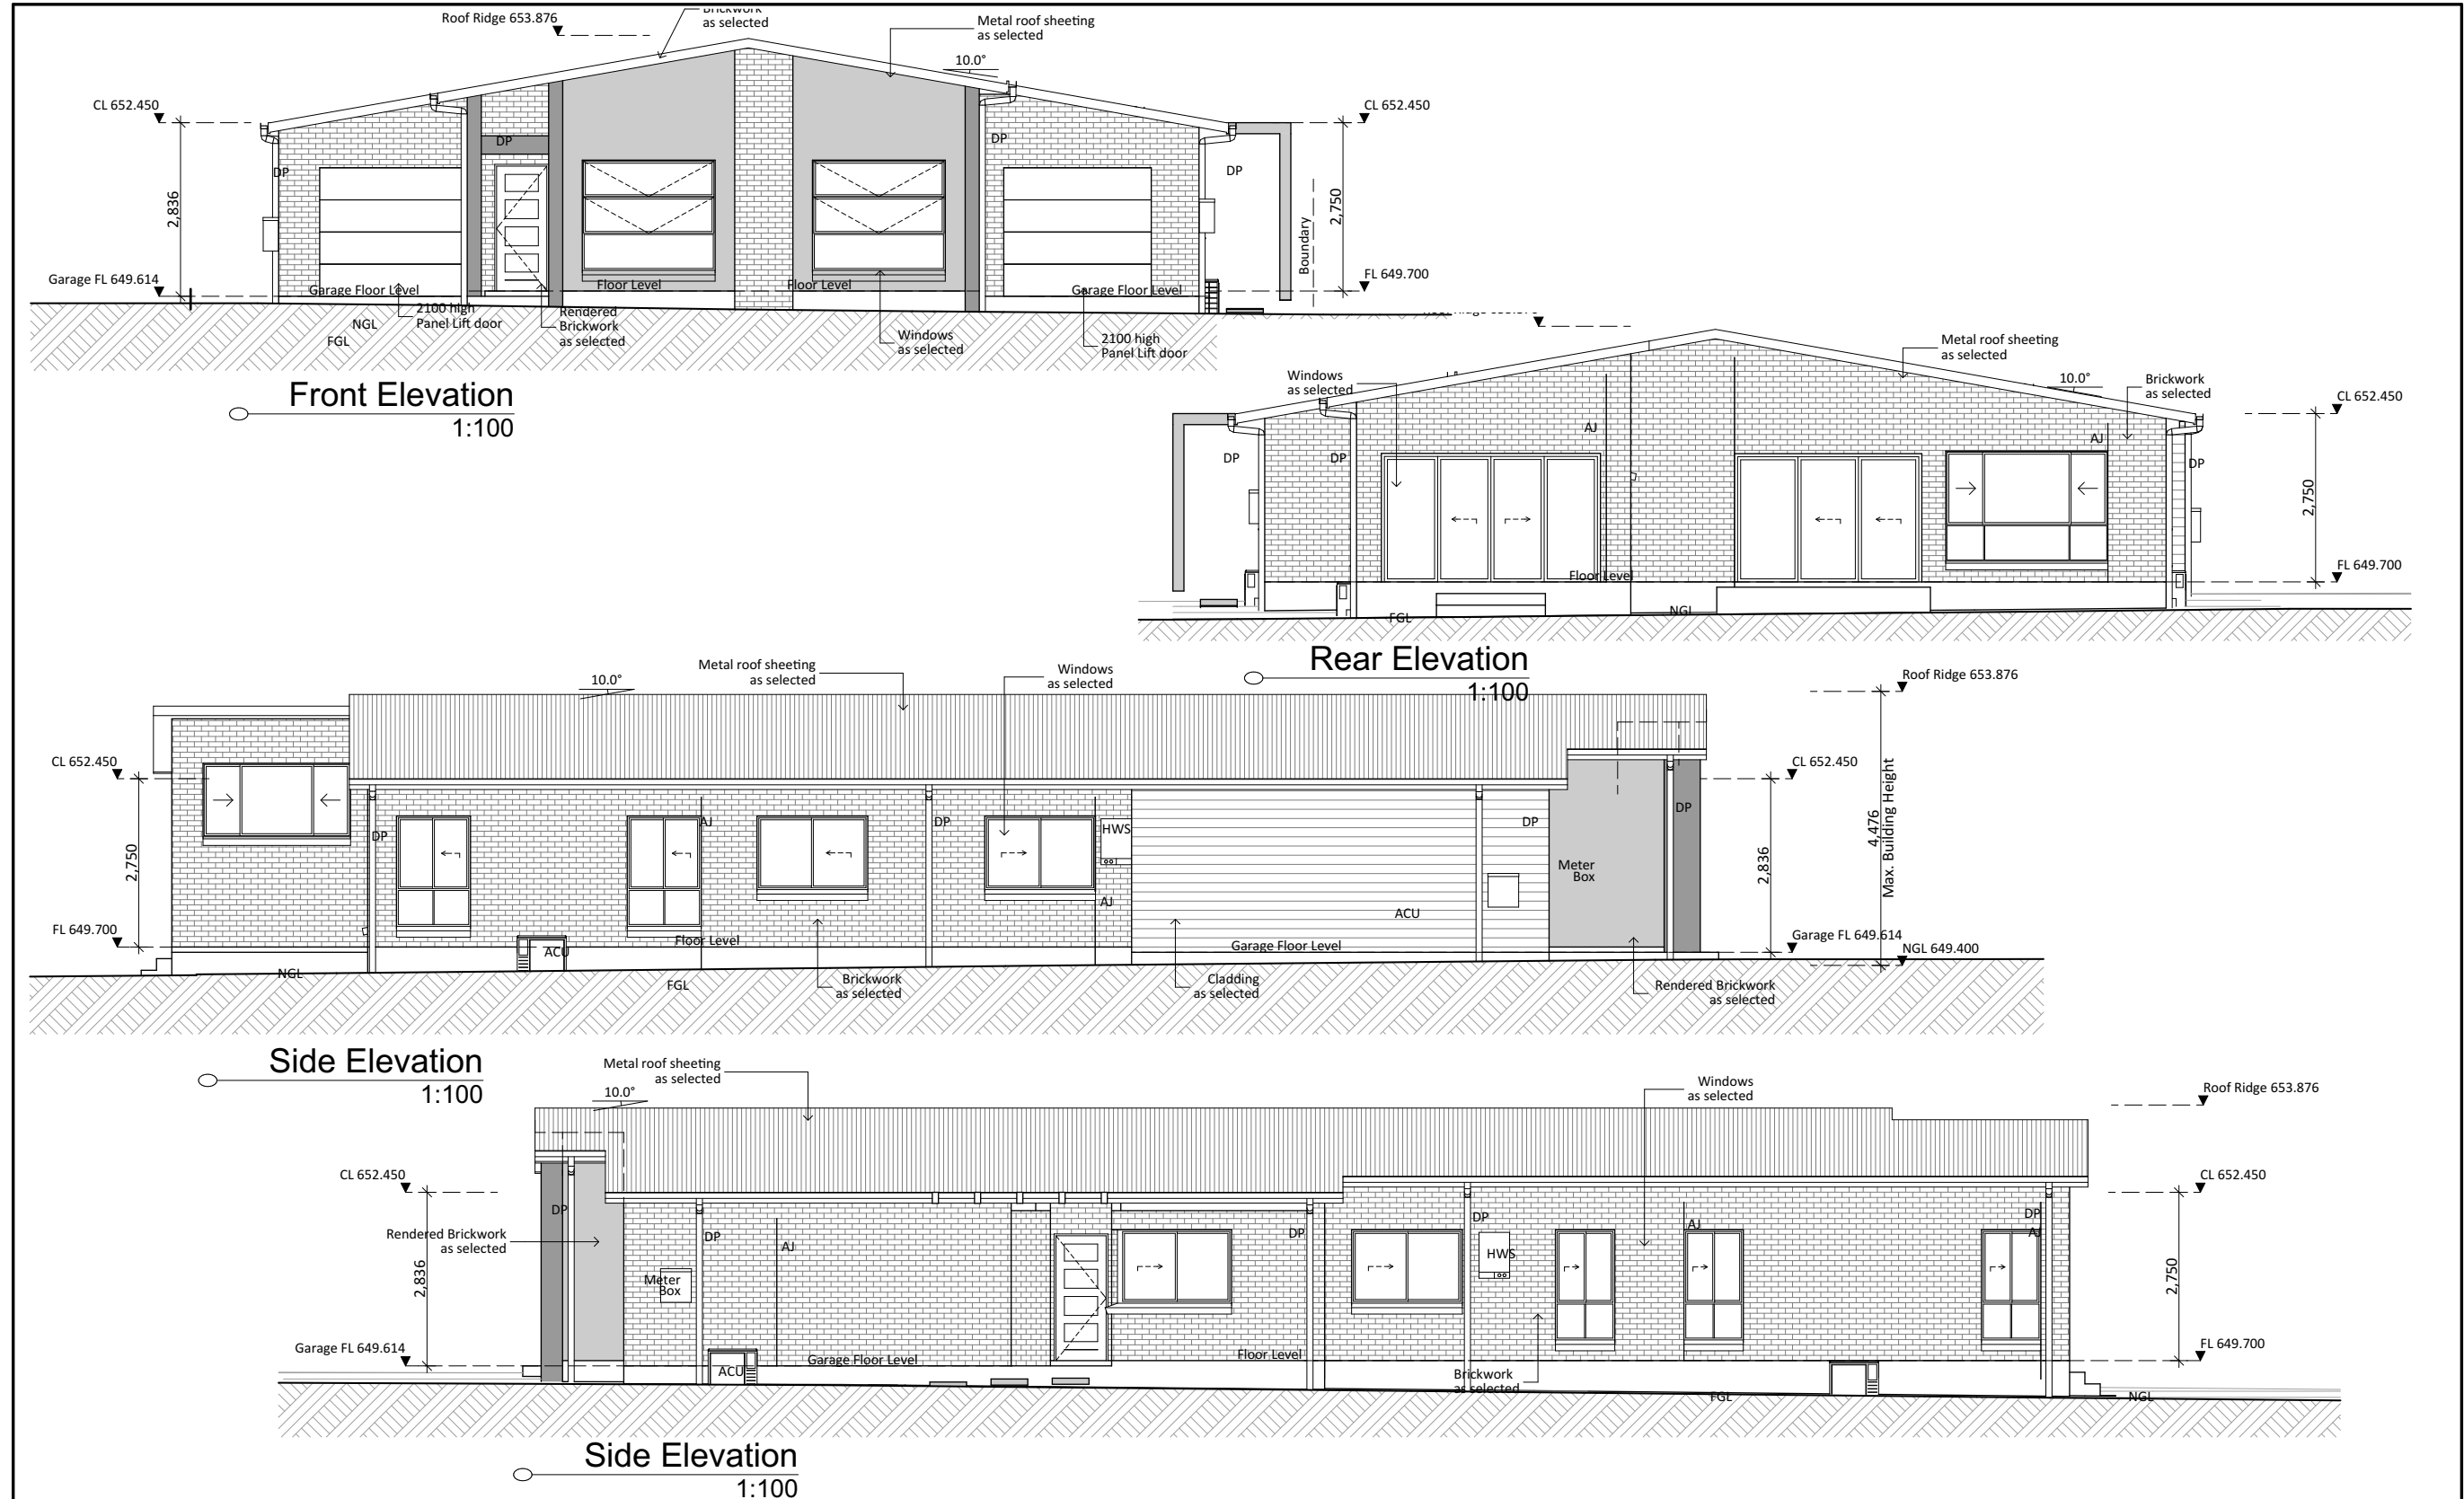 Roof Ridge 653.876
Brickwork
as selected
Metal roof sheeting
as selected
10.0°
CL 652.450
CL 652.450
DP
DP
DP
DP
2,836
2,750
Boundary
Garage FL 649.614
FL 649.700
Garage Floor Level
Floor Level
Floor Level
Garage Floor Level
2100 high
Panel Lift door
Rendered
Brickwork
as selected
NGL
FGL
Windows
as selected
2100 high
Panel Lift door
Front Elevation
1:100
Metal roof sheeting
as selected
Windows
as selected
10.0°
Brickwork
as selected
CL 652.450
AJ
AJ
DP
DP
DP
2,750
Floor Level
FL 649.700
NGL
FGL
Rear Elevation
1:100
Metal roof sheeting
as selected
Windows
as selected
10.0°
Roof Ridge 653.876
CL 652.450
CL 652.450
DP
AJ
DP
HWS
DP
DP
2,750
Meter
Box
2,836
4,476
Max. Building Height
AJ
ACU
FL 649.700
Floor Level
ACU
Garage Floor Level
Garage FL 649.614
NGL 649.400
NGL
FGL
Brickwork
as selected
Cladding
as selected
Rendered Brickwork
as selected
Side Elevation
1:100
Metal roof sheeting
as selected
10.0°
Windows
as selected
Roof Ridge 653.876
CL 652.450
CL 652.450
DP
Rendered Brickwork
as selected
DP
AJ
DP
DP
HWS
AJ
DP
AJ
Meter
Box
2,836
2,750
Garage FL 649.614
Garage Floor Level
Floor Level
FL 649.700
ACU
Brickwork
as selected
FGL
NGL
Side Elevation
1:100